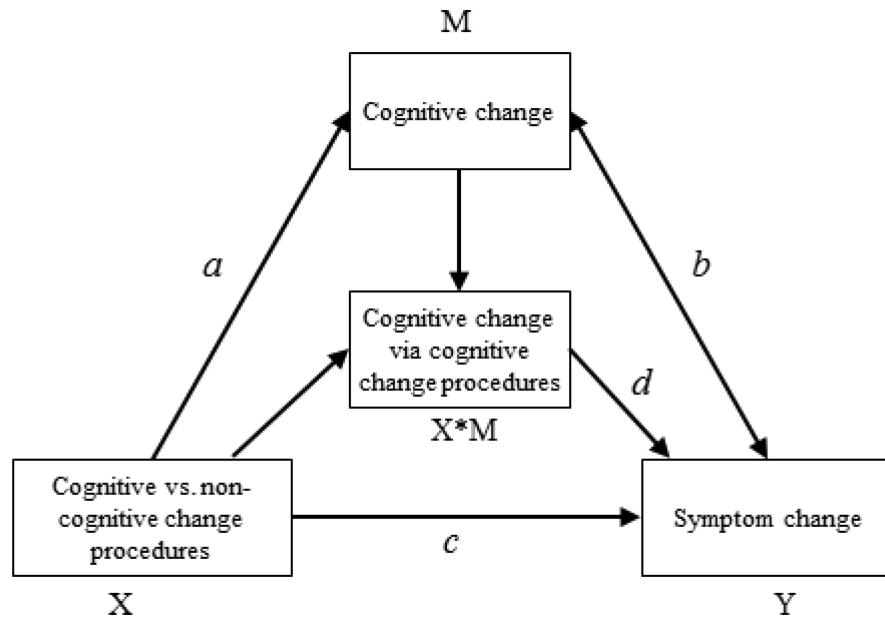 M
Cognitive change
a
b
Cognitive change
via cognitive
change procedures
d
X*M
Cognitive vs. non-
cognitive change
procedures
c
Symptom change
X
Y